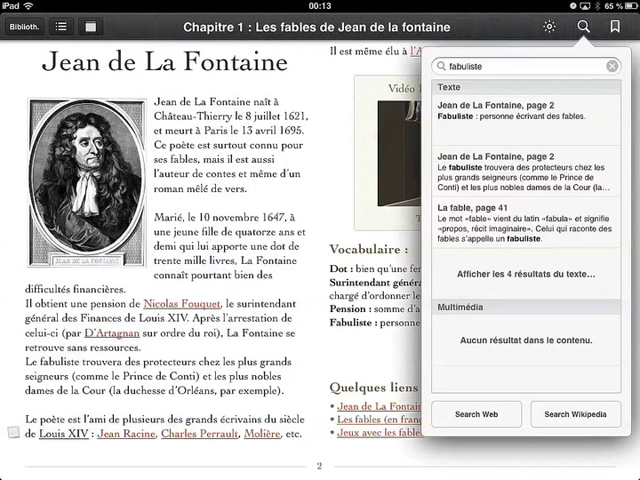 iPad
00:13
65 %
Biblioth.
Chapitre 1 : Les fables de Jean de la fontaine
Jean de La Fontaine
JEAN DE LA FONTAINE
Jean de La Fontaine naît à
Château-Thierry le 8 juillet 1621,
et meurt à Paris le 13 avril 1695.
Ce poète est surtout connu pour
ses fables, mais il est aussi
l'auteur de contes et même d'un
roman mêlé de vers.
Marié, le 10 novembre 1647, à
une jeune fille de quatorze ans et
demi qui lui apporte une dot de
trente mille livres, La Fontaine
connaît pourtant bien des
difficultés financières.
Il obtient une pension de Nicolas Fouquet, le surintendant
général des Finances de Louis XIV. Après l'arrestation de
celui-ci (par D'Artagnan sur ordre du roi), La Fontaine se
retrouve sans ressources.
Le fabuliste trouvera des protecteurs chez les plus grands
seigneurs (comme le Prince de Conti) et les plus nobles
dames de la Cour (la duchesse d'Orléans, par exemple).
Le poète est l'ami de plusieurs des grands écrivains du siècle
de Louis XIV : Jean Racine, Charles Perrault, Molière, etc.
Il est même élu à l'A
Vidéo
T
Vocabulaire :
Dot : bien qu'une fe
Surintendant génér
chargé d'ordonner le
Pension : somme d'a
Fabuliste : personne
Quelques liens
• Jean de La Fontain
• Les fables (en franç
• Jeux avec les fable
2
fabuliste
Texte
Jean de La Fontaine, page 2
Fabuliste : personne écrivant des fables.
Jean de La Fontaine, page 2
Le fabuliste trouvera des protecteurs chez les
plus grands seigneurs (comme le Prince de
Conti) et les plus nobles dames de la Cour (la...
La fable, page 41
Le mot «fable» vient du latin «fabula» et signifie
«propos, récit imaginaire». Celui qui raconte des
fables s'appelle un fabuliste.
Afficher les 4 résultats du texte...
Multimédia
Aucun résultat dans le contenu.
Search Web
Search Wikipedia